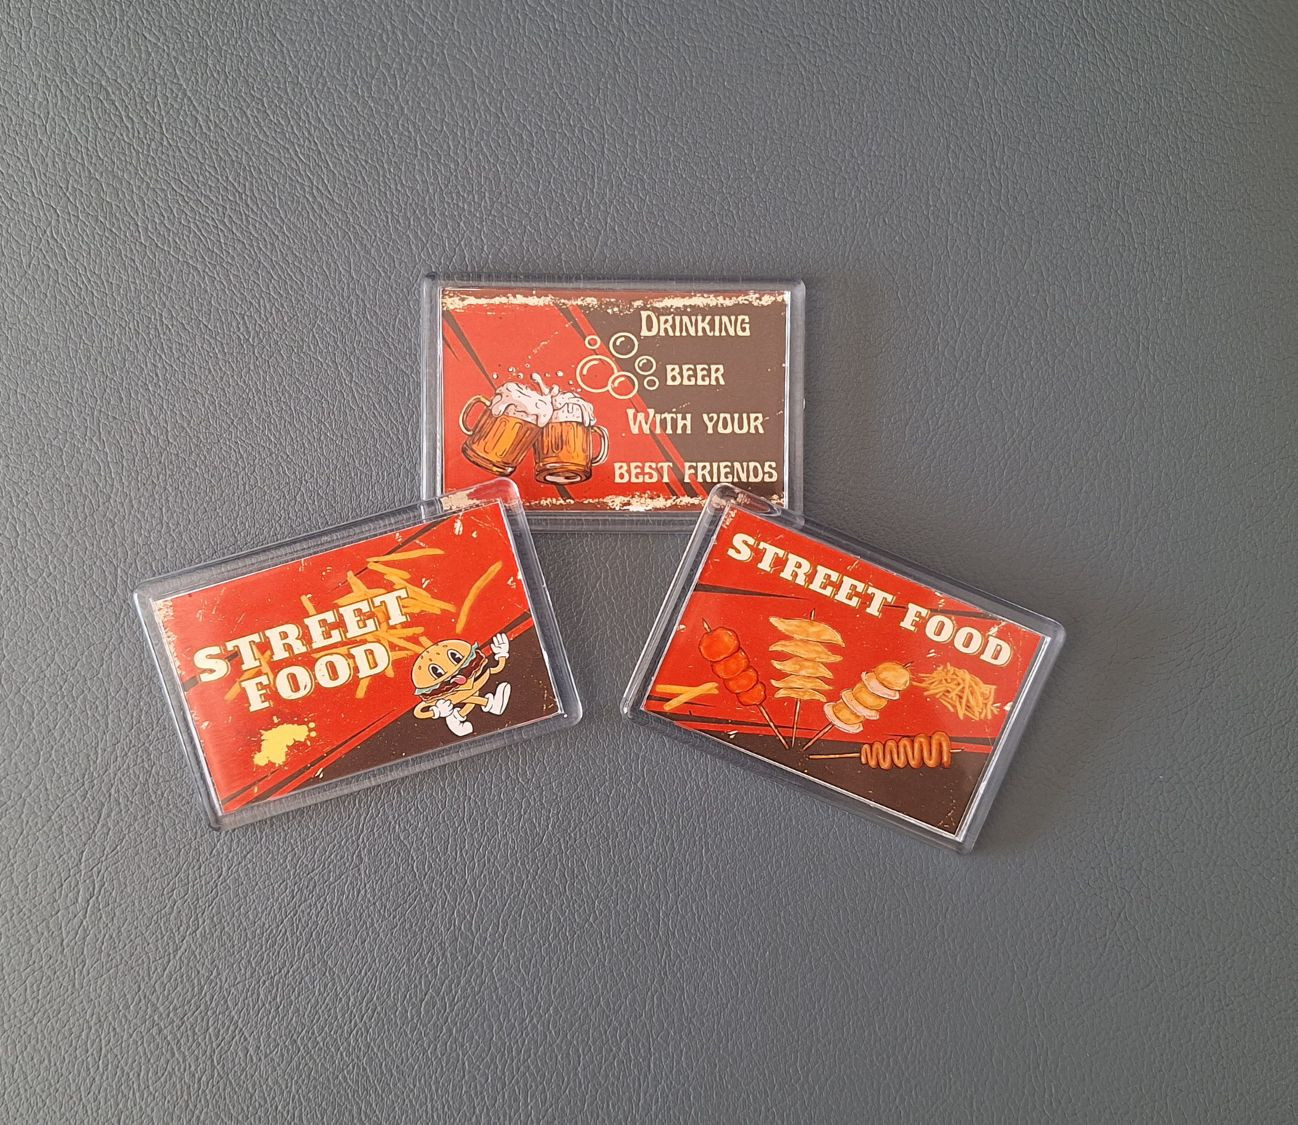 Drinking
beer
With your
best friends
STREET
FOOD
STREET FOOD